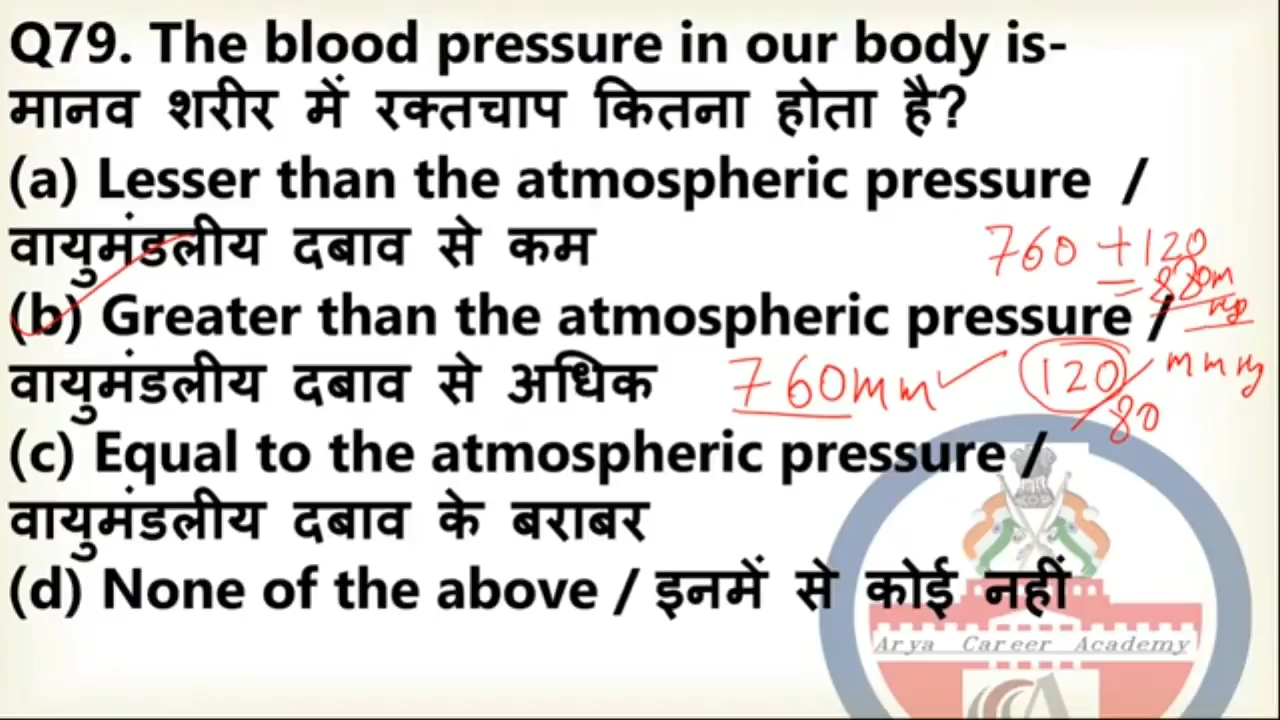 Q79. The blood pressure in our body is-
मानव शरीर में रक्तचाप कितना होता है?
(a) Lesser than the atmospheric pressure /
वायुमंडलीय दबाव से कम
760 + 120
= 880m
(b) Greater than the atmospheric pressure /
वायुमंडलीय दबाव से अधिक
760mm
120
80
(c) Equal to the atmospheric pressure /
वायुमंडलीय दबाव के बराबर
(d) None of the above / इनमें से कोई नहीं
Arya Career Academy